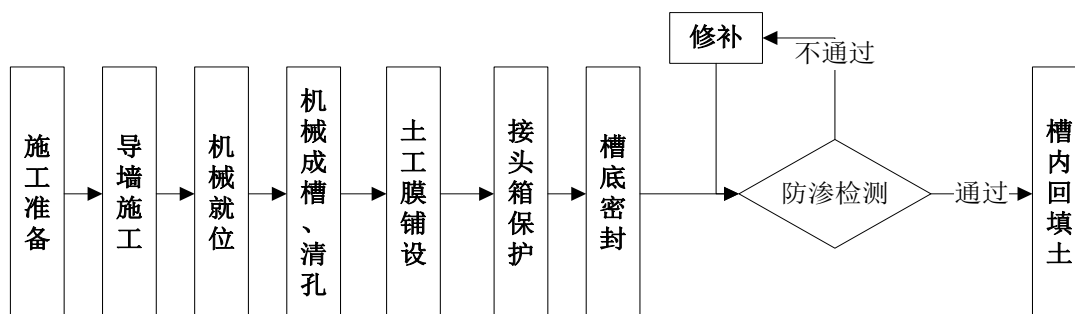 施工准备
导墙施工
机械就位
机械成槽、清孔
土工膜铺设
接头箱保护
槽底密封
修补
不通过
防渗检测
通过
槽内回填土